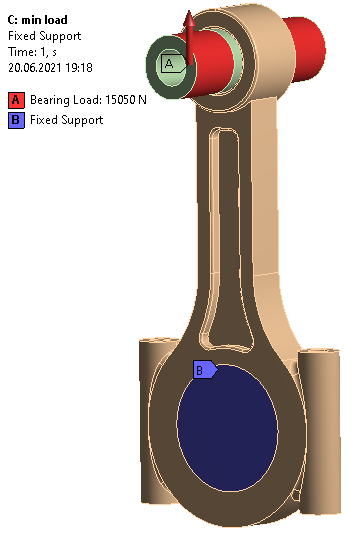 C: min load
Fixed Support
Time: 1, s
20.06.2021 19:18
A Bearing Load: 15050 N
B Fixed Support
A
B